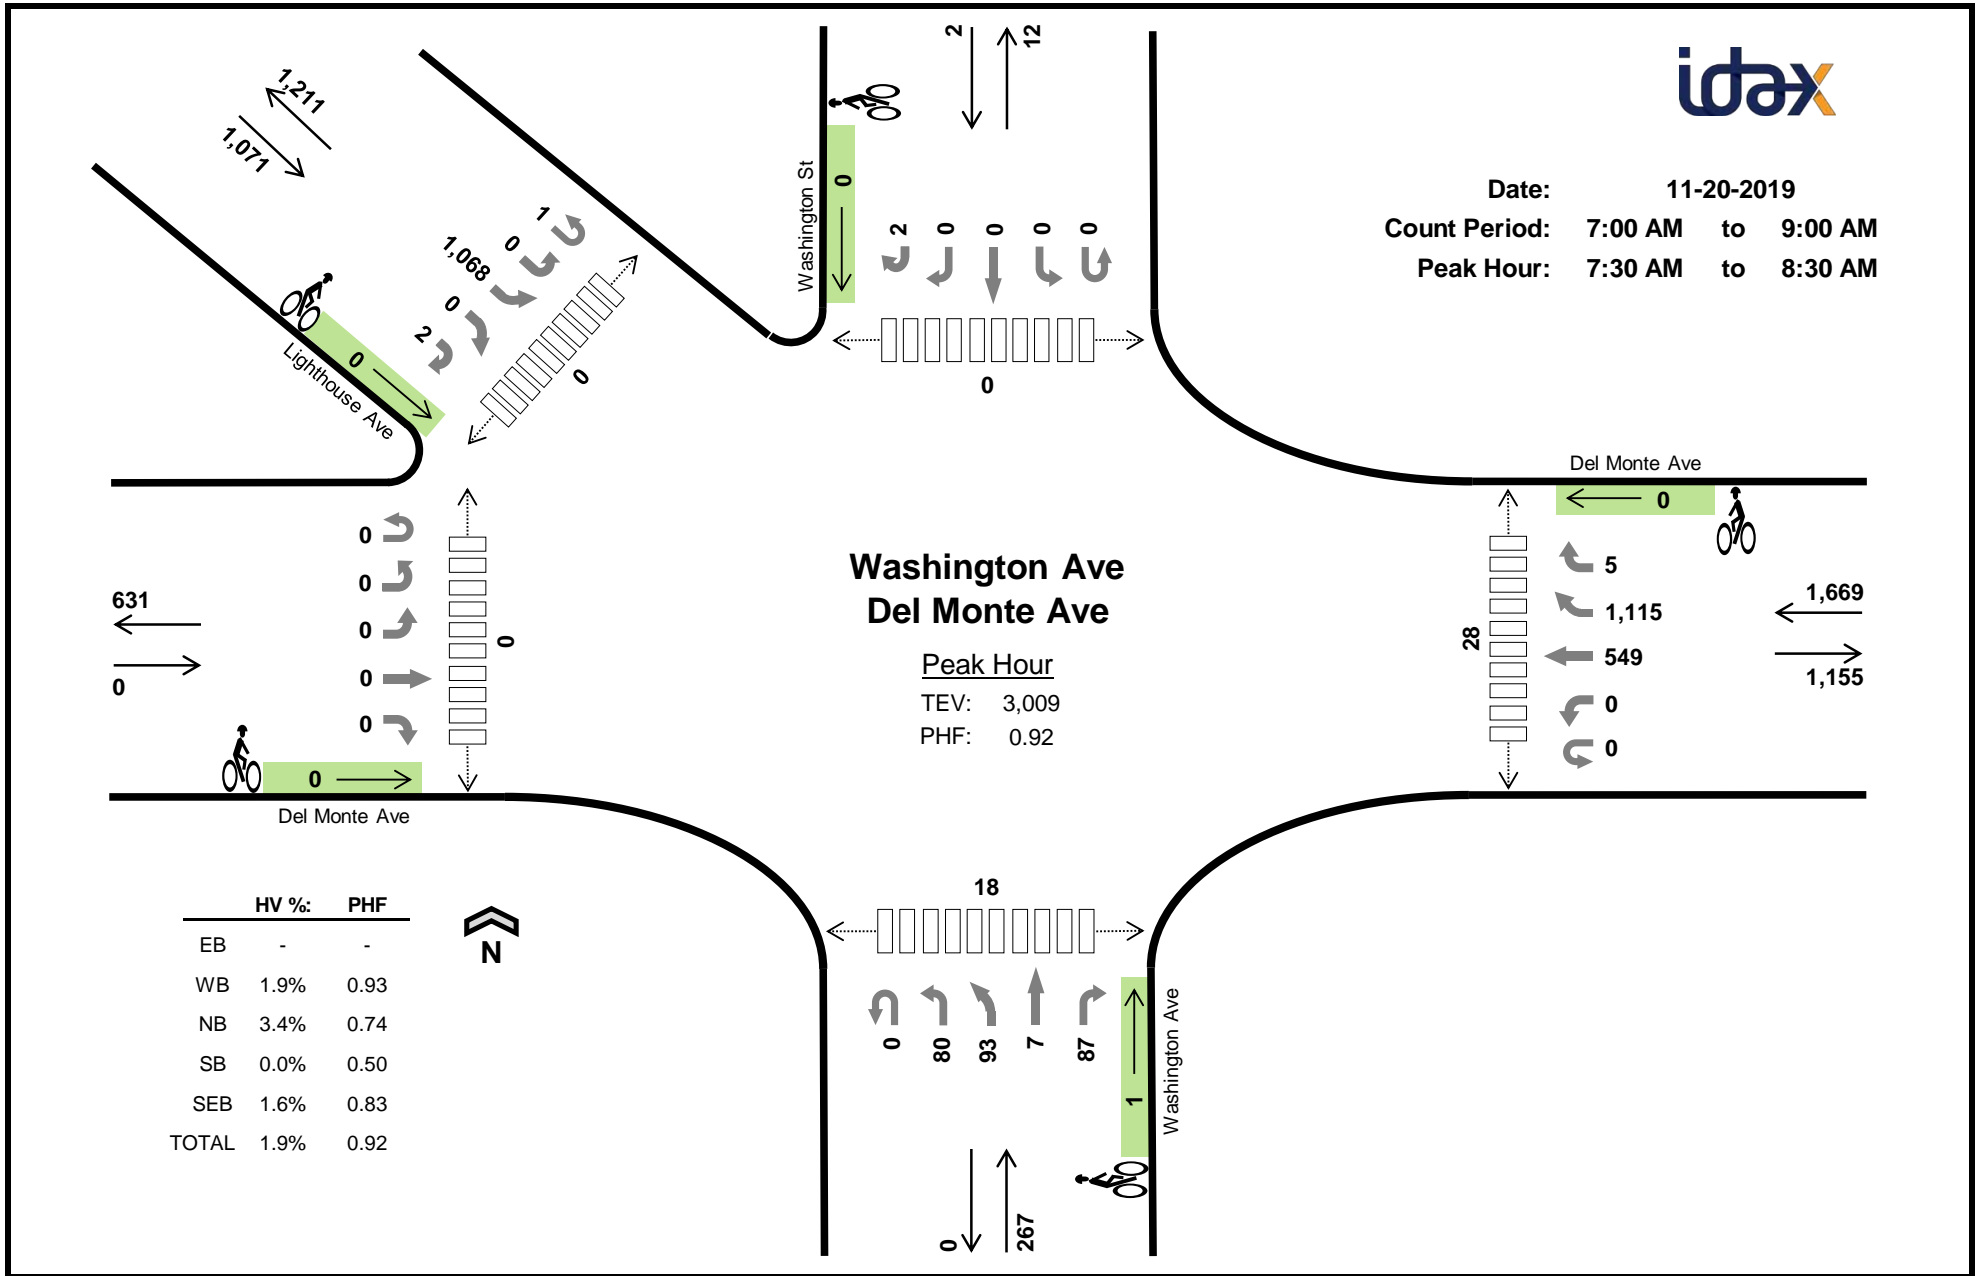 idax
Date: 11-20-2019
Count Period: 7:00 AM to 9:00 AM
Peak Hour: 7:30 AM to 8:30 AM
2
12
1,211
1,071
Washington St
0
2 0 0 0 0
0
1
0
1,068
0
2
0
0
Lighthouse Ave
Del Monte Ave
0
5
1,115
549
0
0
28
1,669
1,155
0
0
0
0
0
0
631
0
0
Del Monte Ave
Washington Ave
Del Monte Ave
Peak Hour
TEV: 3,009
PHF: 0.92
18
0 80 93 7 87
1
Washington Ave
0
267
HV %: PHF
EB - -
WB 1.9% 0.93
NB 3.4% 0.74
SB 0.0% 0.50
SEB 1.6% 0.83
TOTAL 1.9% 0.92
N